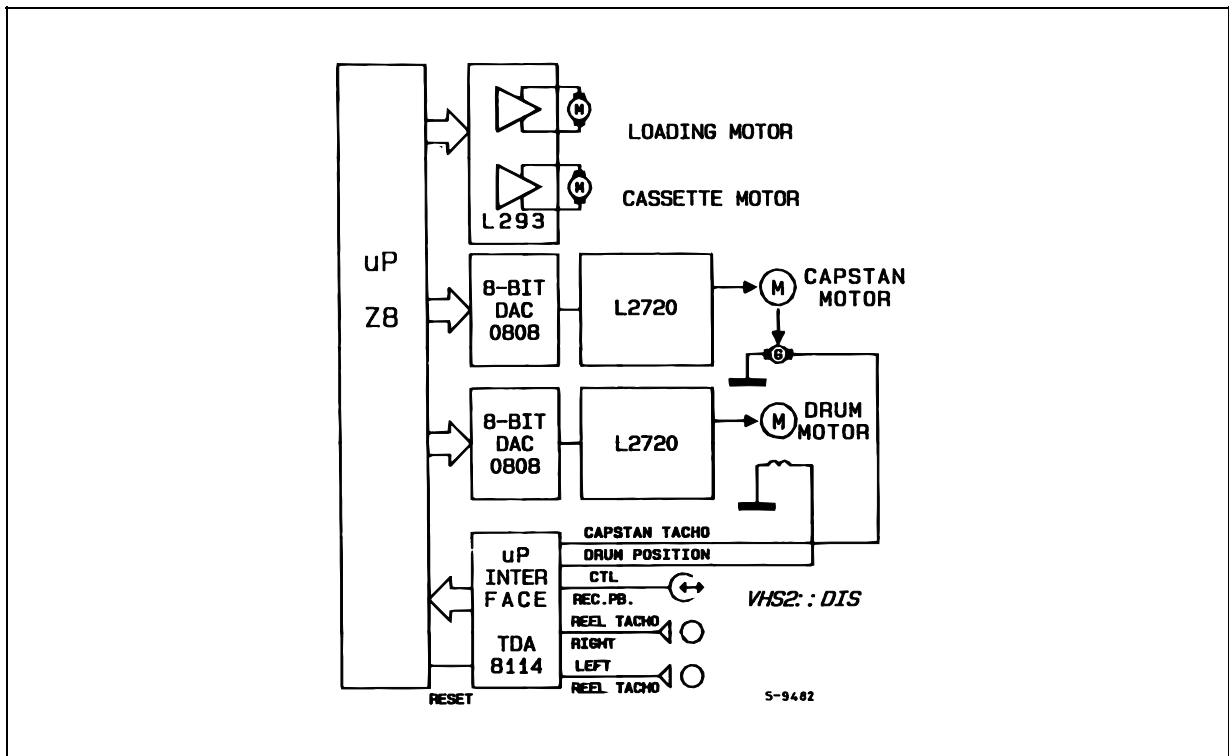 LOADING MOTOR
CASSETTE MOTOR
L293
uP
Z8
8-BIT
DAC
0808
L2720
M
M
M
CAPSTAN
MOTOR
G
8-BIT
DAC
0808
L2720
M
DRUM
MOTOR
uP
INTER
FACE
TDA
8114
CAPSTAN TACHO
DRUM POSITION
CTL
REC.PB.
REEL TACHO
RIGHT
LEFT
REEL TACHO
RESET
VHS2::DIS
S-9482